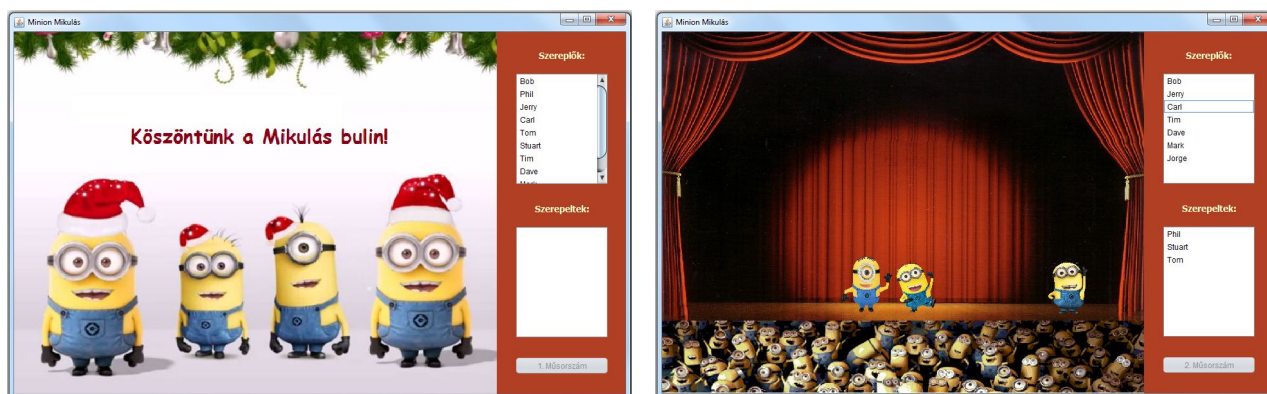 Minion Mikulás
Köszöntünk a Mikulás bulin!
Szereplők:
Bob
Phil
Jerry
Carl
Tom
Stuart
Tim
Dave
Mark
Szerepeltek:
1. Műsorszám
Minion Mikulás
Szereplők:
Bob
Jerry
Carl
Tim
Dave
Mark
Jorge
Szerepeltek:
Phil
Stuart
Tom
2. Műsorszám